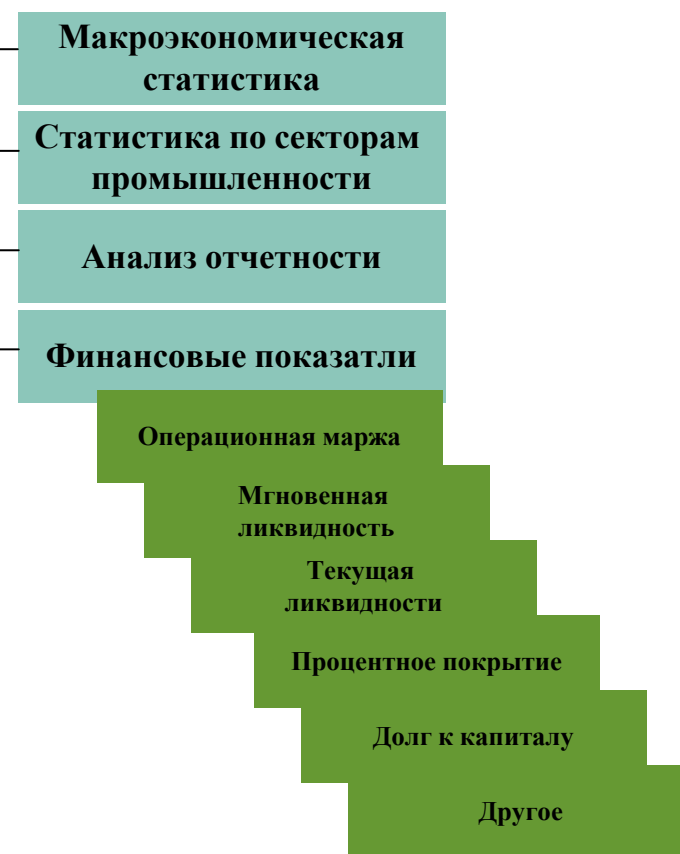 Макроэкономическая
статистика
Статистика по секторам
промышленности
Анализ отчетности
Финансовые показатли
Операционная маржа
Мгновенная
ликвидность
Текущая
ликвидности
Процентное покрытие
Долг к капиталу
Другое